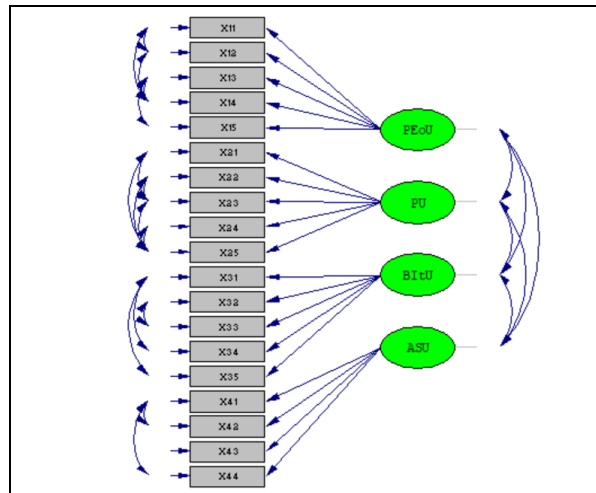 X11
X12
X13
X14
X15
X21
X22
X23
X24
X25
X31
X32
X33
X34
X35
X41
X42
X43
X44
PEoU
PU
BItU
ASU